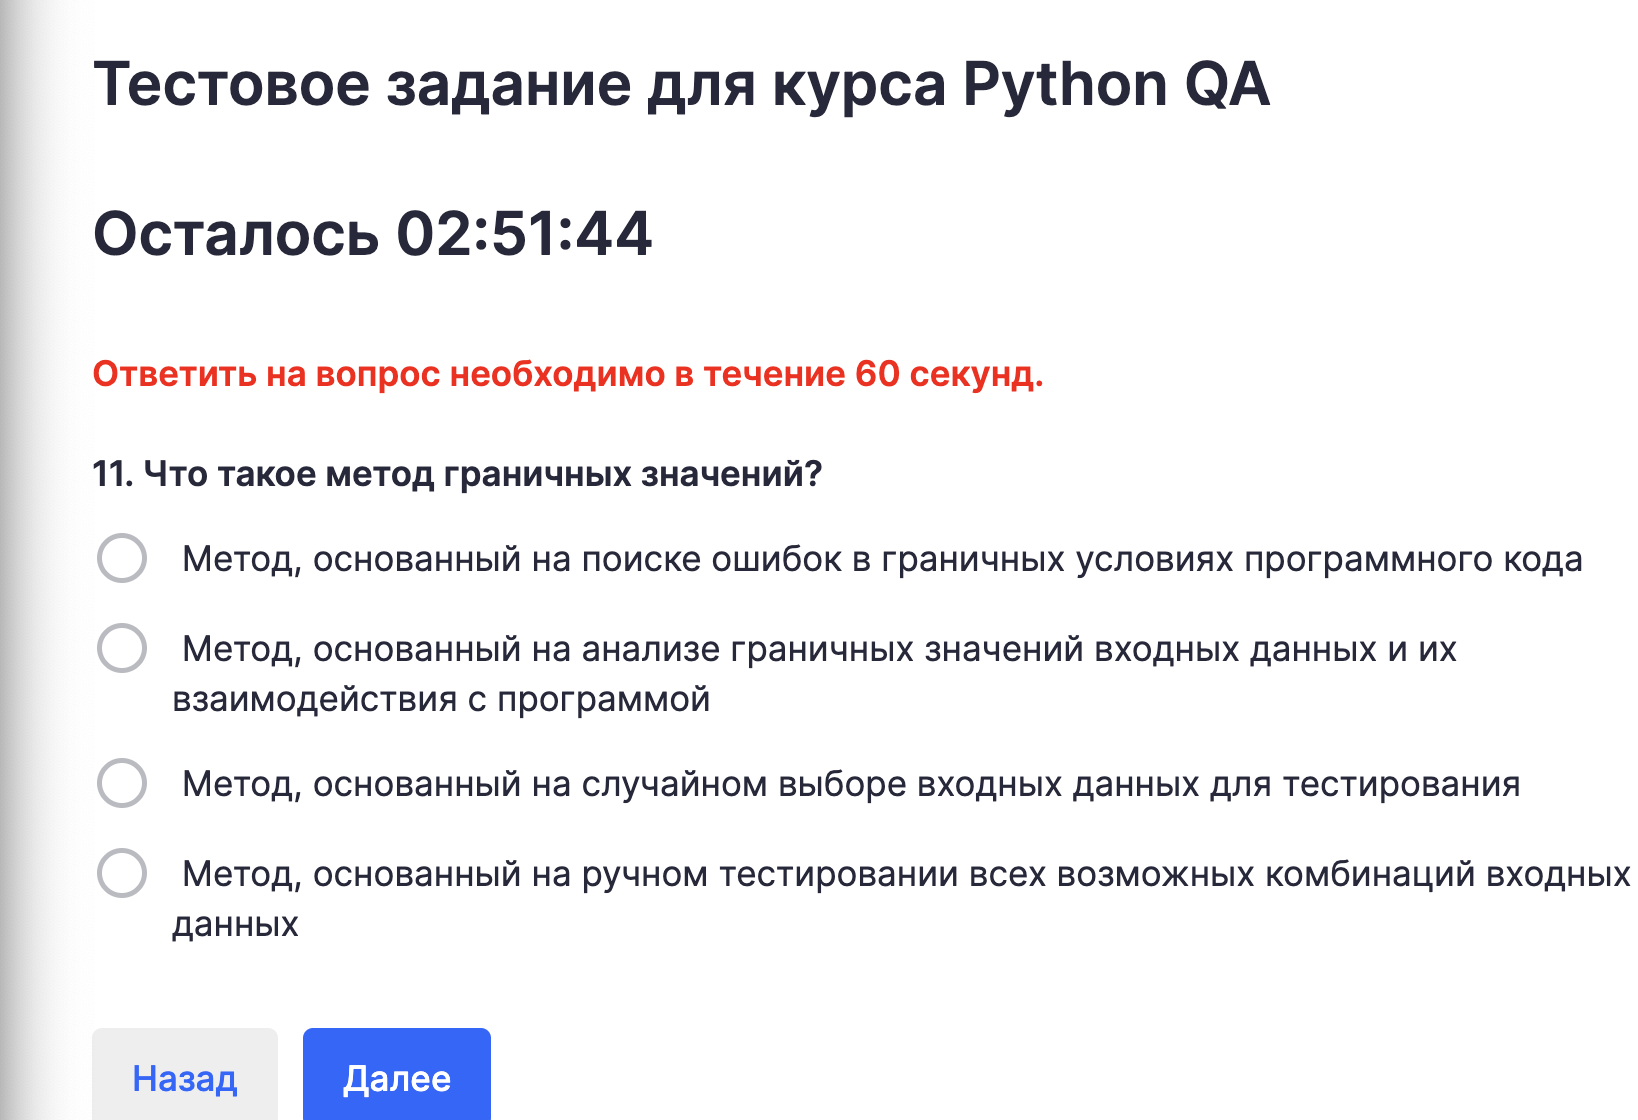 Тестовое задание для курса Python QA
Осталось 02:51:44
Ответить на вопрос необходимо в течение 60 секунд.
11. Что такое метод граничных значений?
Метод, основанный на поиске ошибок в граничных условиях программного кода
Метод, основанный на анализе граничных значений входных данных и их
взаимодействия с программой
Метод, основанный на случайном выборе входных данных для тестирования
Метод, основанный на ручном тестировании всех возможных комбинаций входных
данных
Назад
Далее